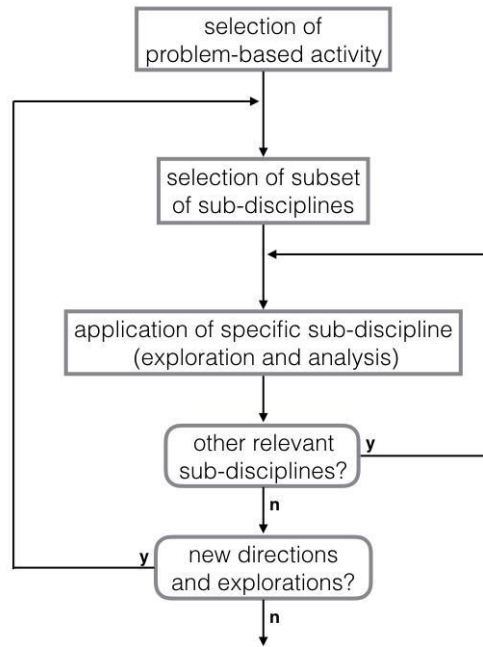 selection of
problem-based activity
selection of subset
of sub-disciplines
application of specific sub-discipline
(exploration and analysis)
other relevant
sub-disciplines?
y
n
y
new directions
and explorations?
n